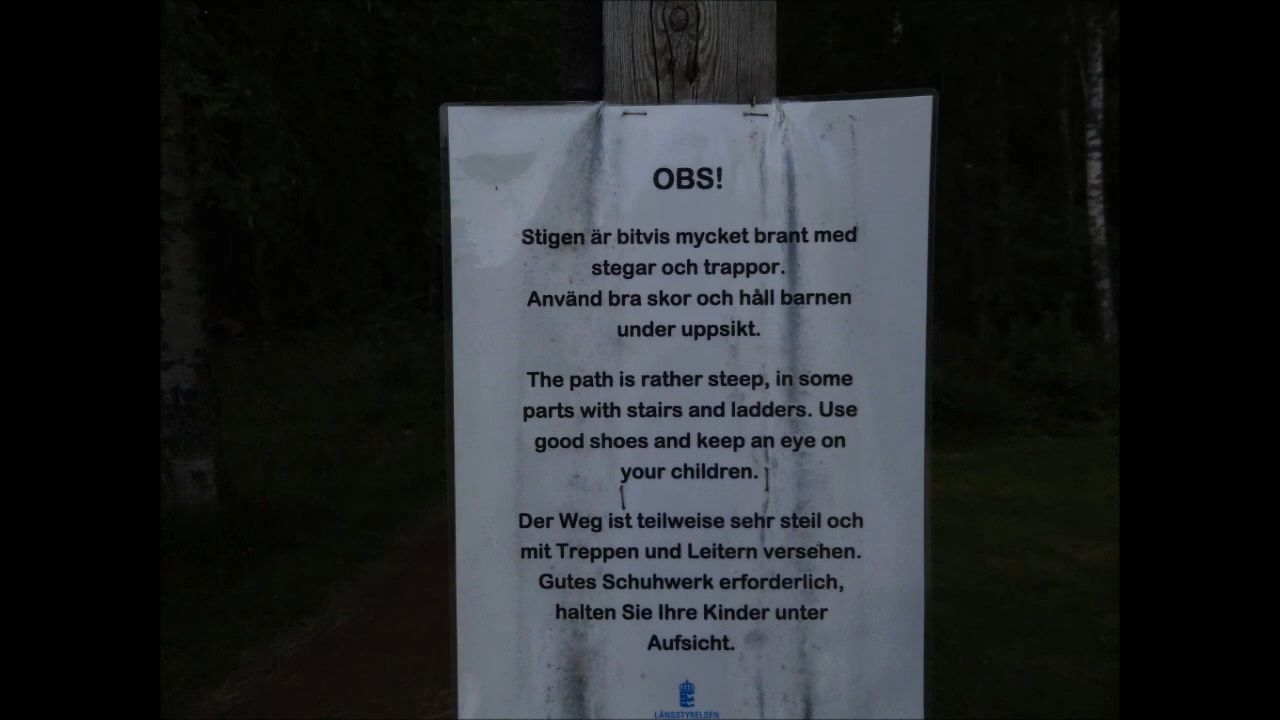 OBS!
Stigen är bitvis mycket brant med
stegar och trappor.
Använd bra skor och håll barnen
under uppsikt.
The path is rather steep, in some
parts with stairs and ladders. Use
good shoes and keep an eye on
your children.
Der Weg ist teilweise sehr steil och
mit Treppen und Leitern versehen.
Gutes Schuhwerk erforderlich,
halten Sie Ihre Kinder unter
Aufsicht.
LÄNSSTYRELSEN